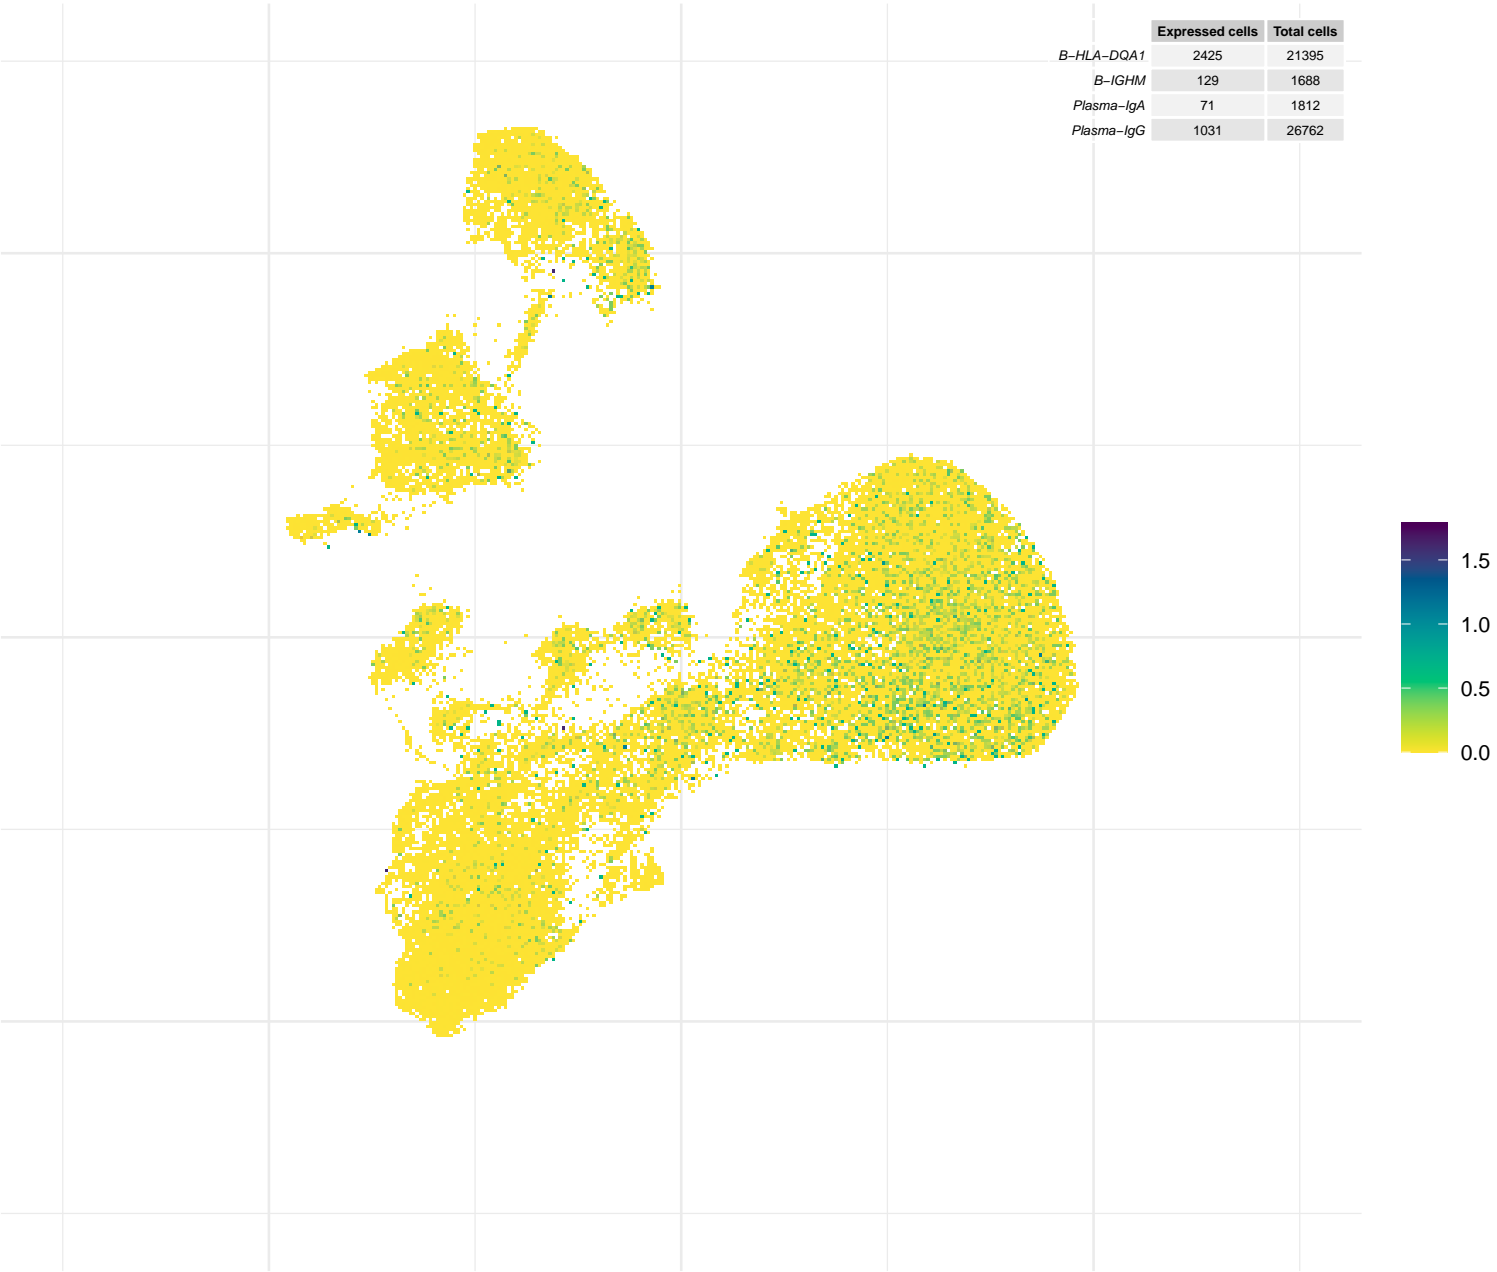 Expressed cells Total cells
B−HLA−DQA1 2425 21395
B−IGHM 129 1688
Plasma−IgA 71 1812
Plasma−IgG 1031 26762
1.5
1.0
0.5
0.0